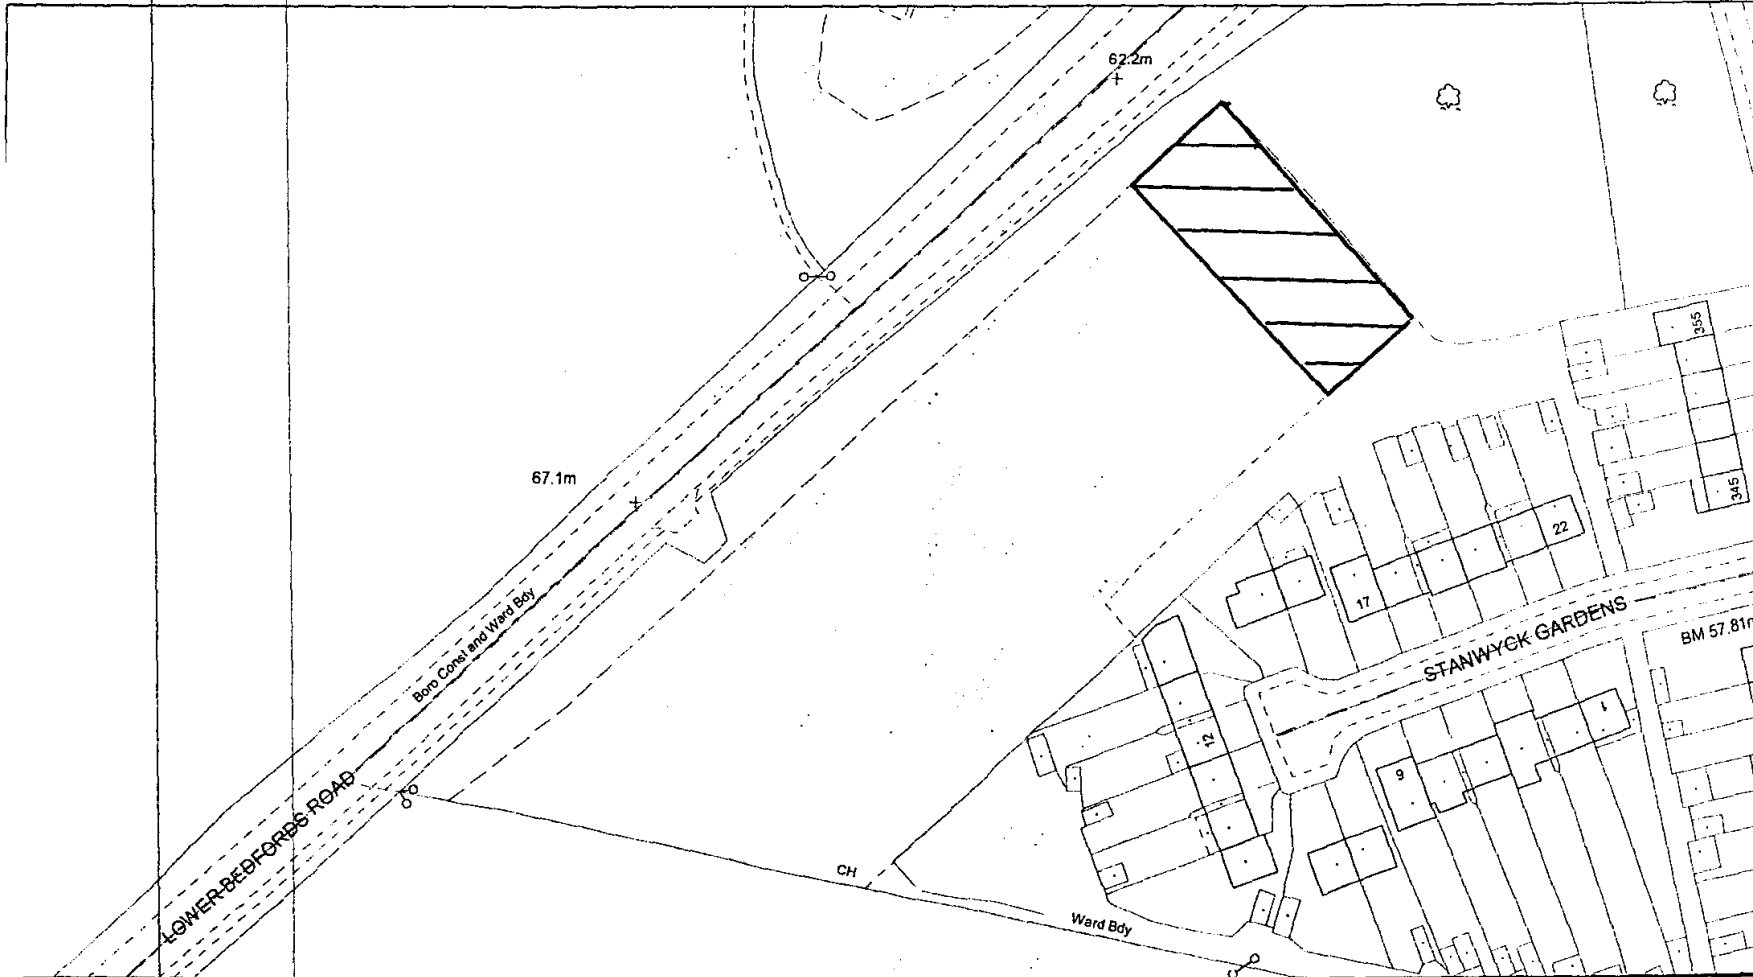 62.2m
355
67.1m
345
22
17
STANWYCK GARDENS
BM 57.81m
Boro Const and Ward Bdy
1
12
9
LOWER BEDFORDS ROAD
CH
Ward Bdy